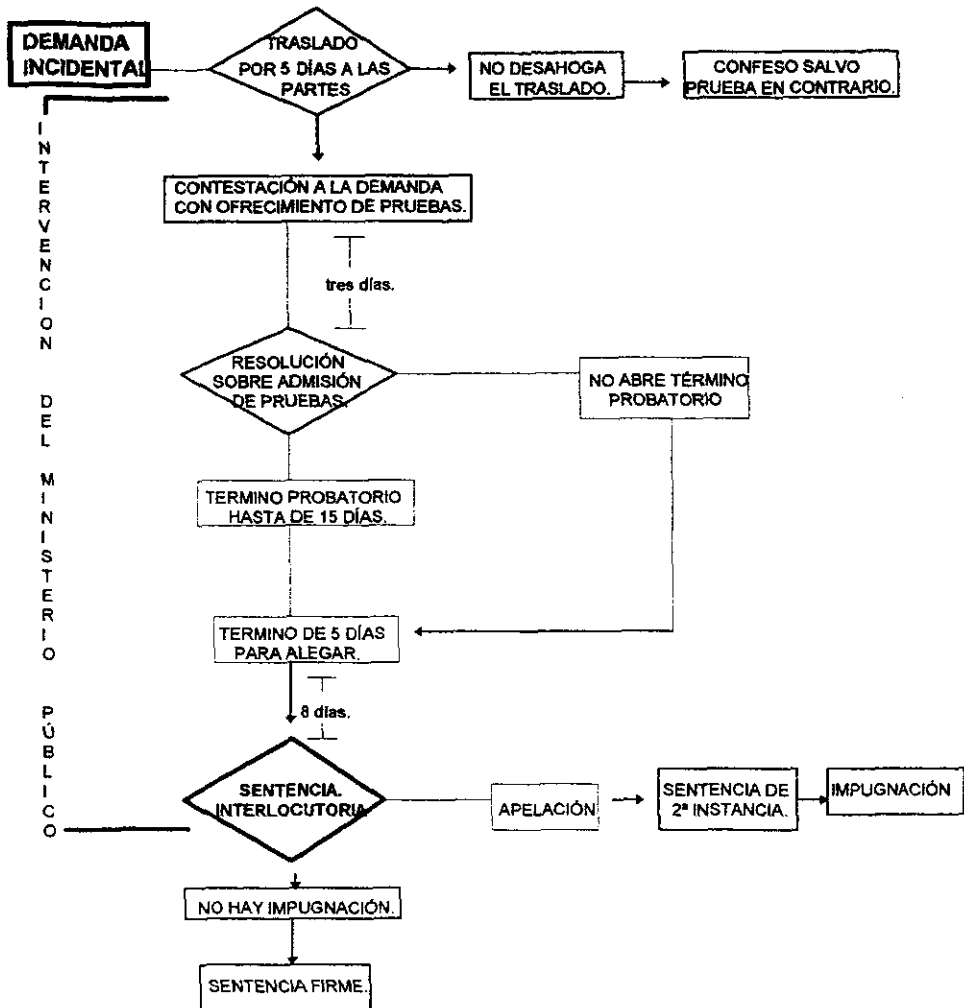 DEMANDA
INCIDENTAL
TRASLADO
POR 5 DÍAS A LAS
PARTES
NO DESAHOGA
EL TRASLADO.
CONFESO SALVO
PRUEBA EN CONTRARIO.
INTERVENCION DEL MINISTERIO PÚBLICO
CONTESTACIÓN A LA DEMANDA
CON OFRECIMIENTO DE PRUEBAS.
tres días.
RESOLUCIÓN
SOBRE ADMISIÓN
DE PRUEBAS.
NO ABRE TÉRMINO
PROBATORIO
TERMINO PROBATORIO
HASTA DE 15 DÍAS.
TERMINO DE 5 DÍAS
PARA ALEGAR.
8 días.
SENTENCIA.
INTERLOCUTORIA
APELACIÓN
SENTENCIA DE
2ª INSTANCIA.
IMPUGNACIÓN
NO HAY IMPUGNACIÓN.
SENTENCIA FIRME.